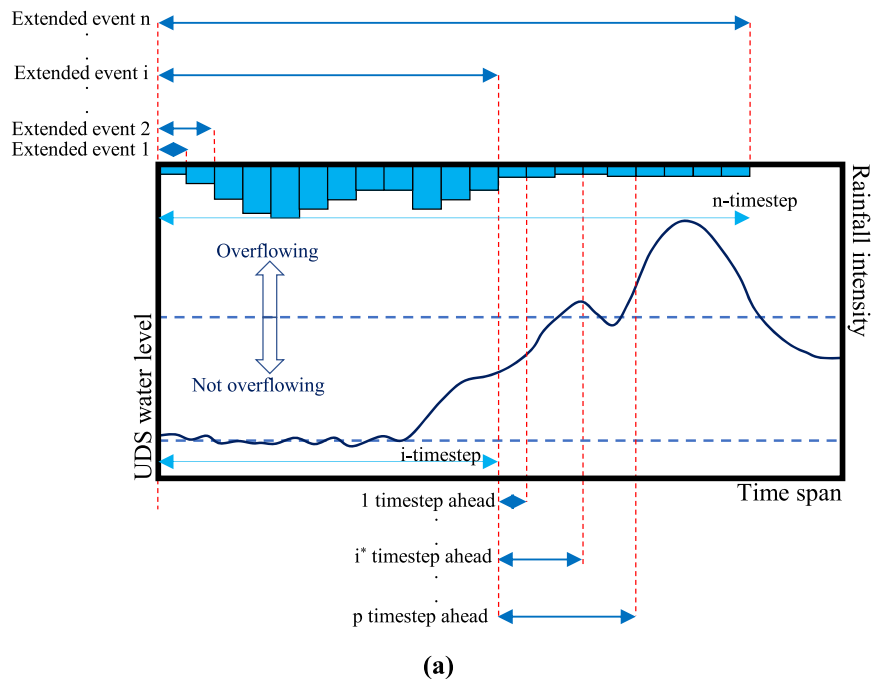 Extended event n
.
.
Extended event i
.
.
Extended event 2
Extended event 1
n-timestep
Rainfall intensity
Overflowing
Not overflowing
UDS water level
i-timestep
Time span
1 timestep ahead
.
.
i* timestep ahead
.
.
p timestep ahead
(a)